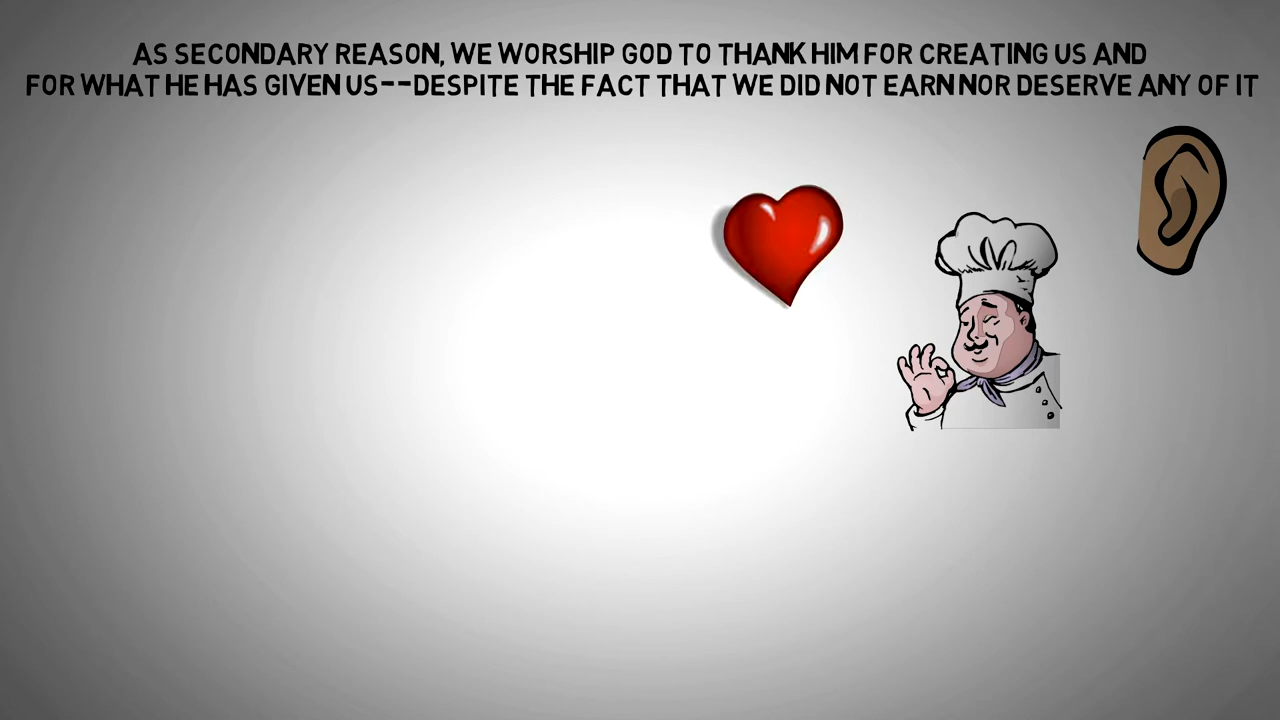 AS SECONDARY REASON, WE WORSHIP GOD TO THANK HIM FOR CREATING US AND
FOR WHAT HE HAS GIVEN US--DESPITE THE FACT THAT WE DID NOT EARN NOR DESERVE ANY OF IT